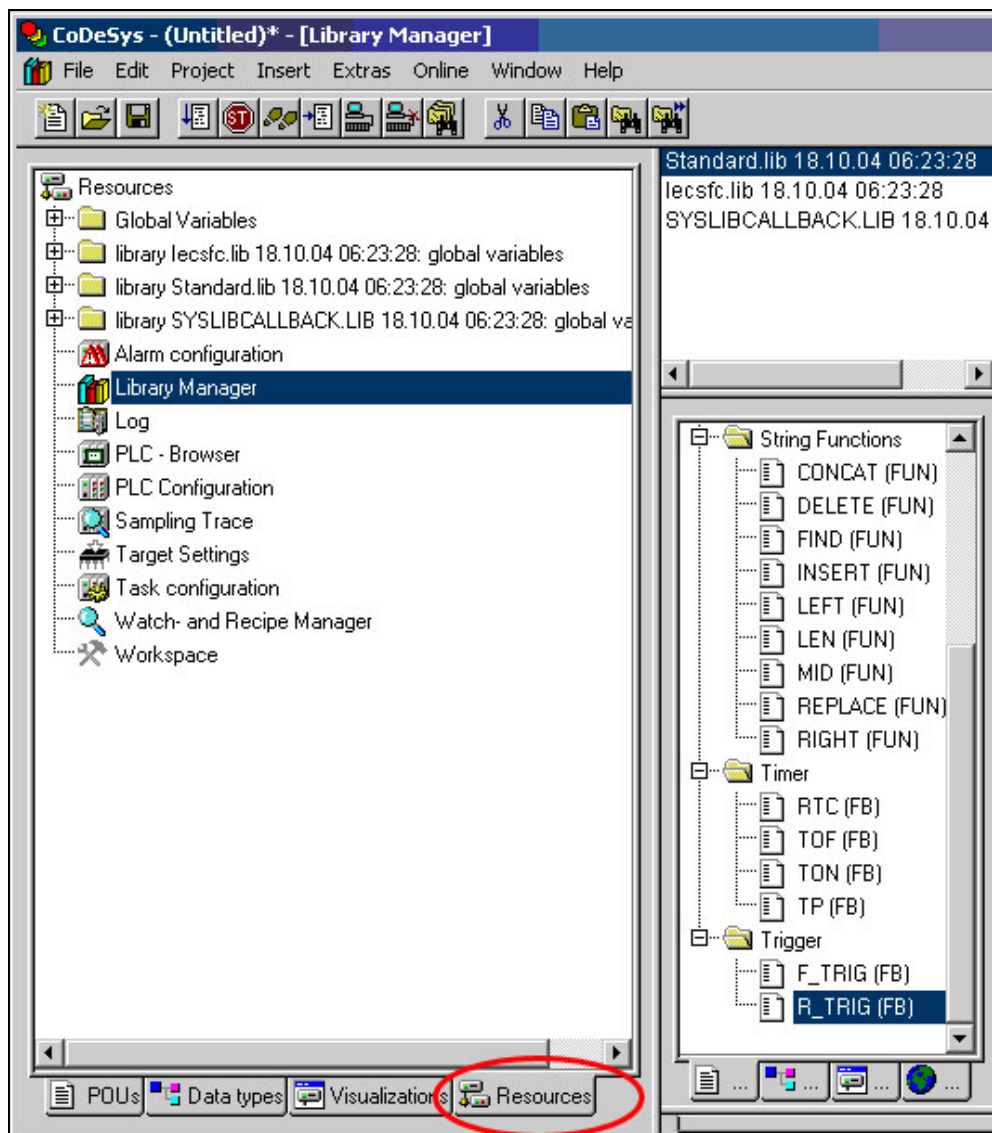 CoDeSys - (Untitled)* - [Library Manager]
File Edit Project Insert Extras Online Window Help
Resources
Global Variables
library Iecsfc.lib 18.10.04 06:23:28: global variables
library Standard.lib 18.10.04 06:23:28: global variables
library SYSLIBCALLBACK.LIB 18.10.04 06:23:28: global va
Alarm configuration
Library Manager
Log
PLC - Browser
PLC Configuration
Sampling Trace
Target Settings
Task configuration
Watch- and Recipe Manager
Workspace
POUs Data types Visualizations Resources
Standard.lib 18.10.04 06:23:28
Iecsfc.lib 18.10.04 06:23:28
SYSLIBCALLBACK.LIB 18.10.04
String Functions
CONCAT (FUN)
DELETE (FUN)
FIND (FUN)
INSERT (FUN)
LEFT (FUN)
LEN (FUN)
MID (FUN)
REPLACE (FUN)
RIGHT (FUN)
Timer
RTC (FB)
TOF (FB)
TON (FB)
TP (FB)
Trigger
F_TRIG (FB)
R_TRIG (FB)
... ... ... ...